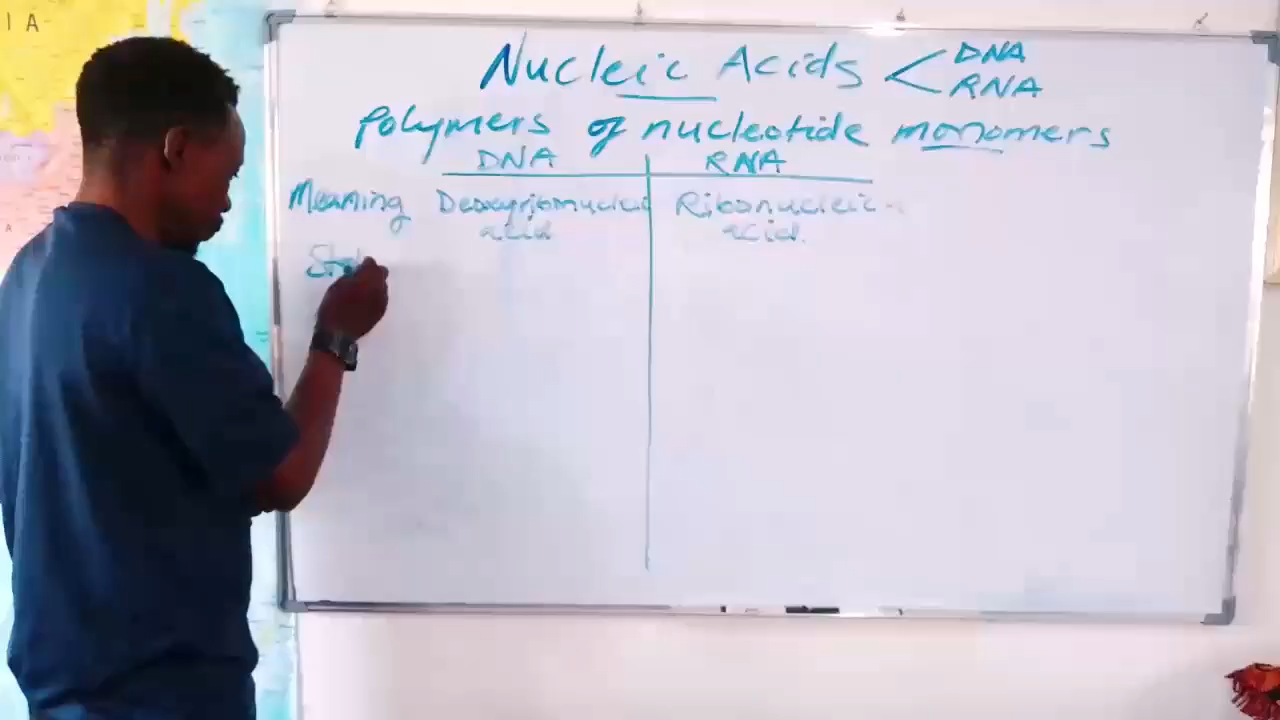 I A
Nucleic Acids < DNA
RNA
Polymers of nucleotide monomers
DNA RNA
Meaning Deoxyribonucleic Ribonucleic-
acid acid.